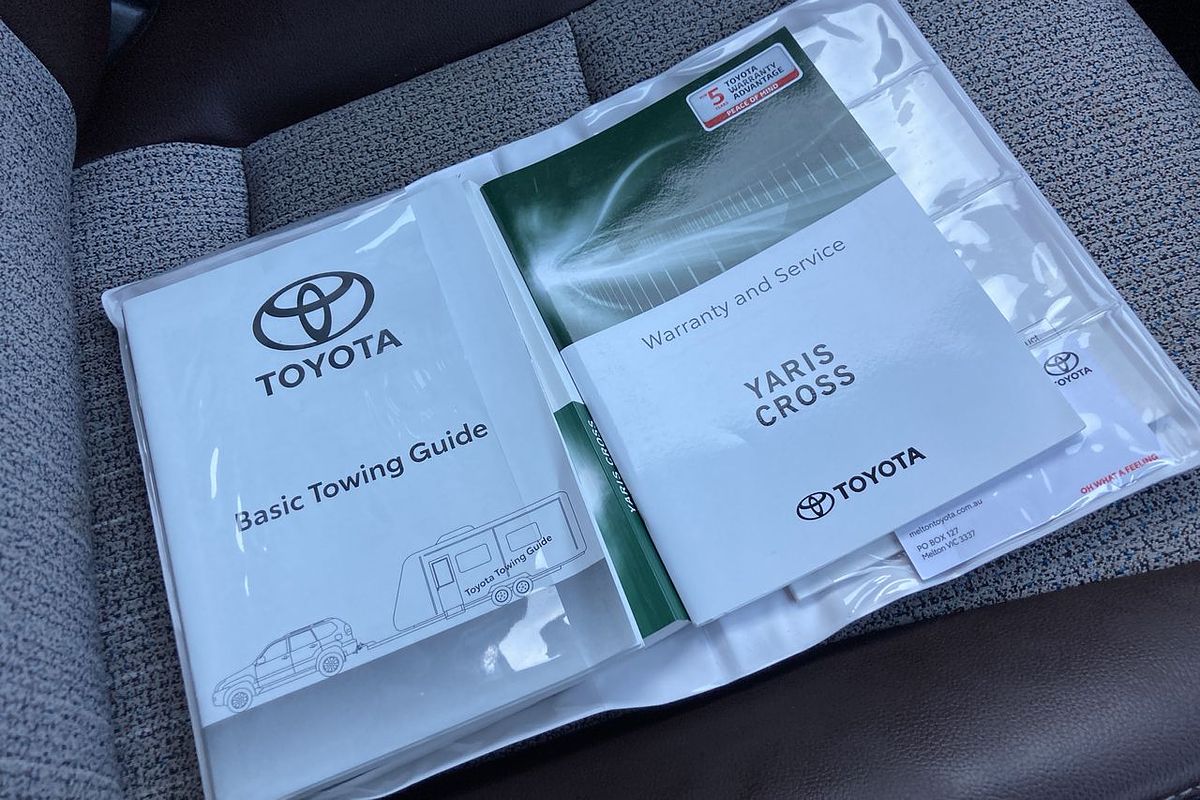 TOYOTA
Basic Towing Guide
Toyota Towing Guide
5
YEARS
TOYOTA
WARRANTY
ADVANTAGE
PEACE OF MIND
Warranty and Service
YARIS
CROSS
TOYOTA
YARIS CROSS
TOYOTA
OH WHAT A FEELING
meltontoyota.com.au
PO BOX 127
Melton VIC 3337